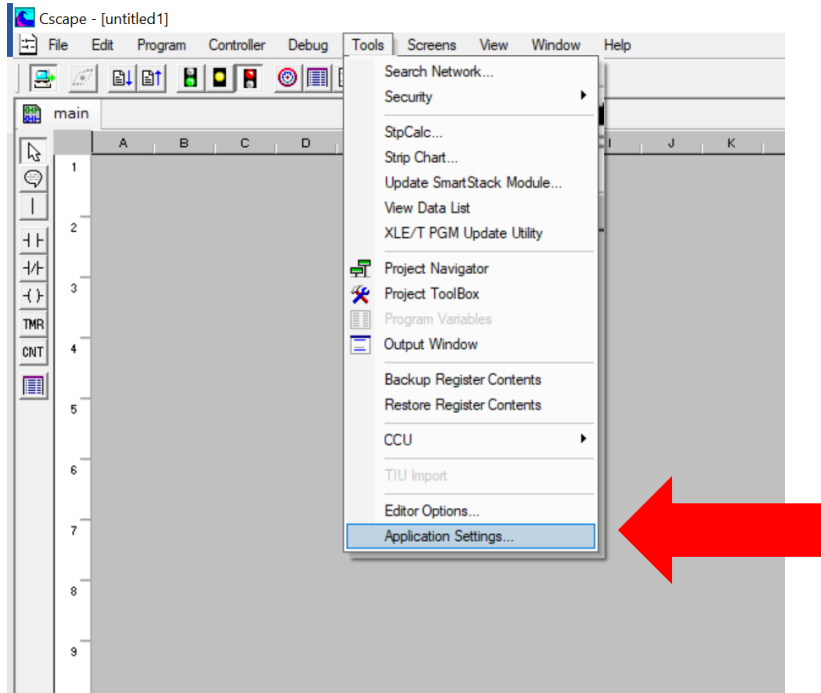 Cscape - [untitled1]
File Edit Program Controller Debug Tools Screens View Window Help
main
A B C D I J K
Search Network...
Security
StpCalc...
Strip Chart...
Update SmartStack Module...
View Data List
XLE/T PGM Update Utility
Project Navigator
Project ToolBox
Program Variables
Output Window
Backup Register Contents
Restore Register Contents
CCU
TIU Import
Editor Options...
Application Settings...
TMR
CNT
1
2
3
4
5
6
7
8
9